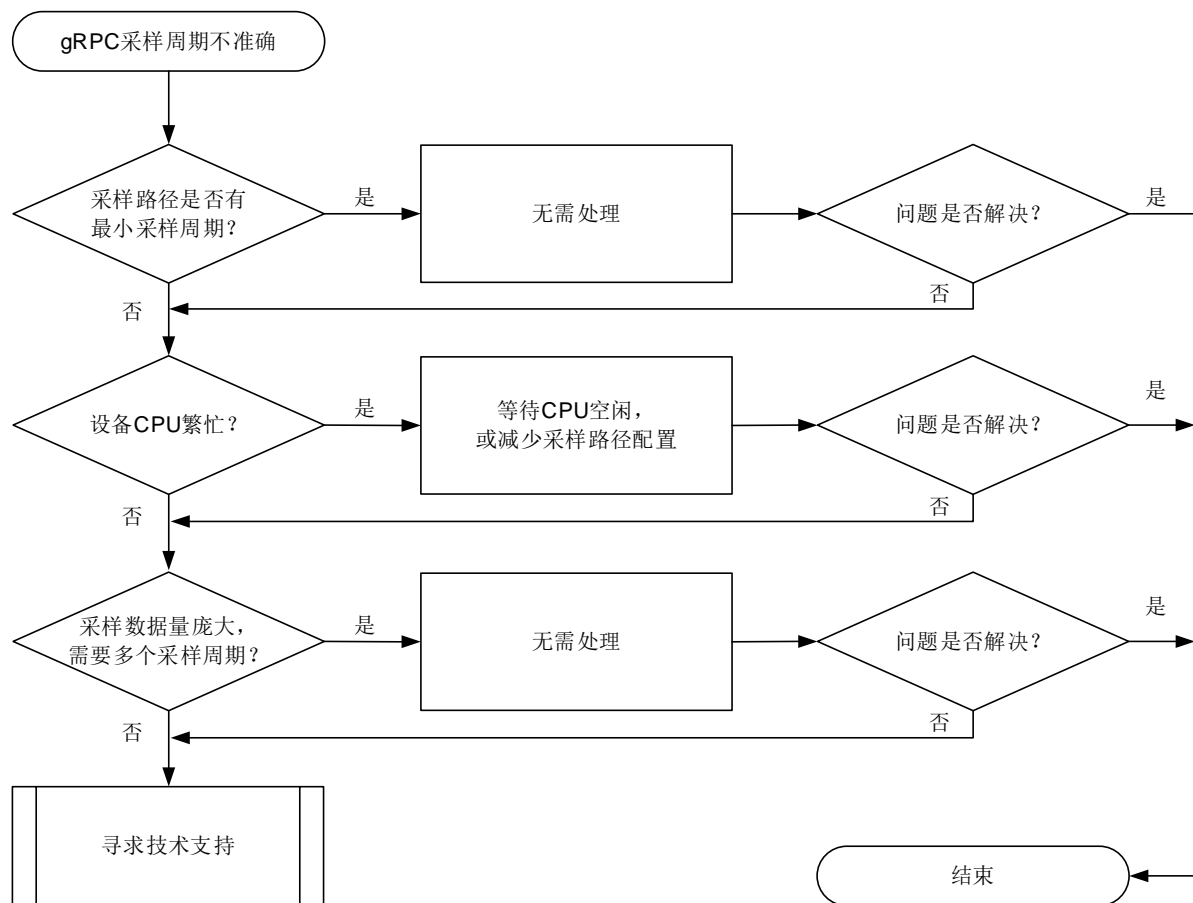 gRPC采样周期不准确
采样路径是否有
最小采样周期？
是
无需处理
问题是否解决？
是
否
否
设备CPU繁忙？
是
等待CPU空闲，
或减少采样路径配置
问题是否解决？
是
否
否
采样数据量庞大，
需要多个采样周期？
是
无需处理
问题是否解决？
是
否
否
寻求技术支持
结束